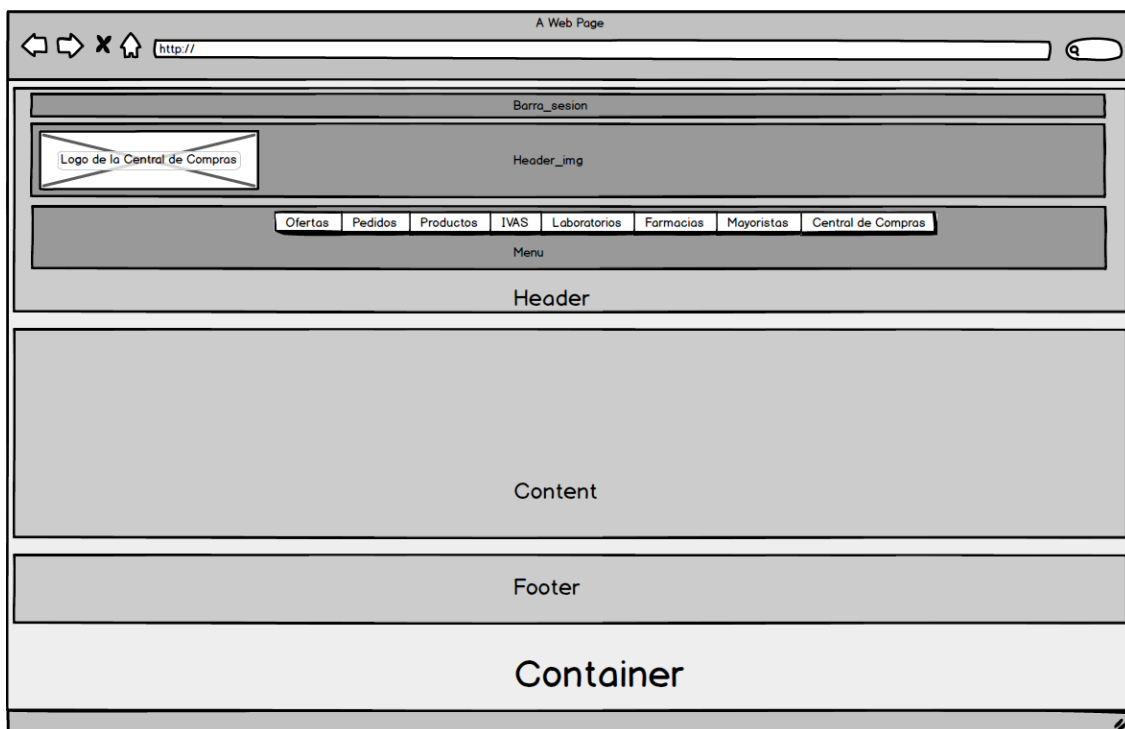 A Web Page
http://
Barra_sesion
Logo de la Central de Compras
Header_img
Ofertas Pedidos Productos IVAS Laboratorios Farmacias Mayoristas Central de Compras
Menu
Header
Content
Footer
Container